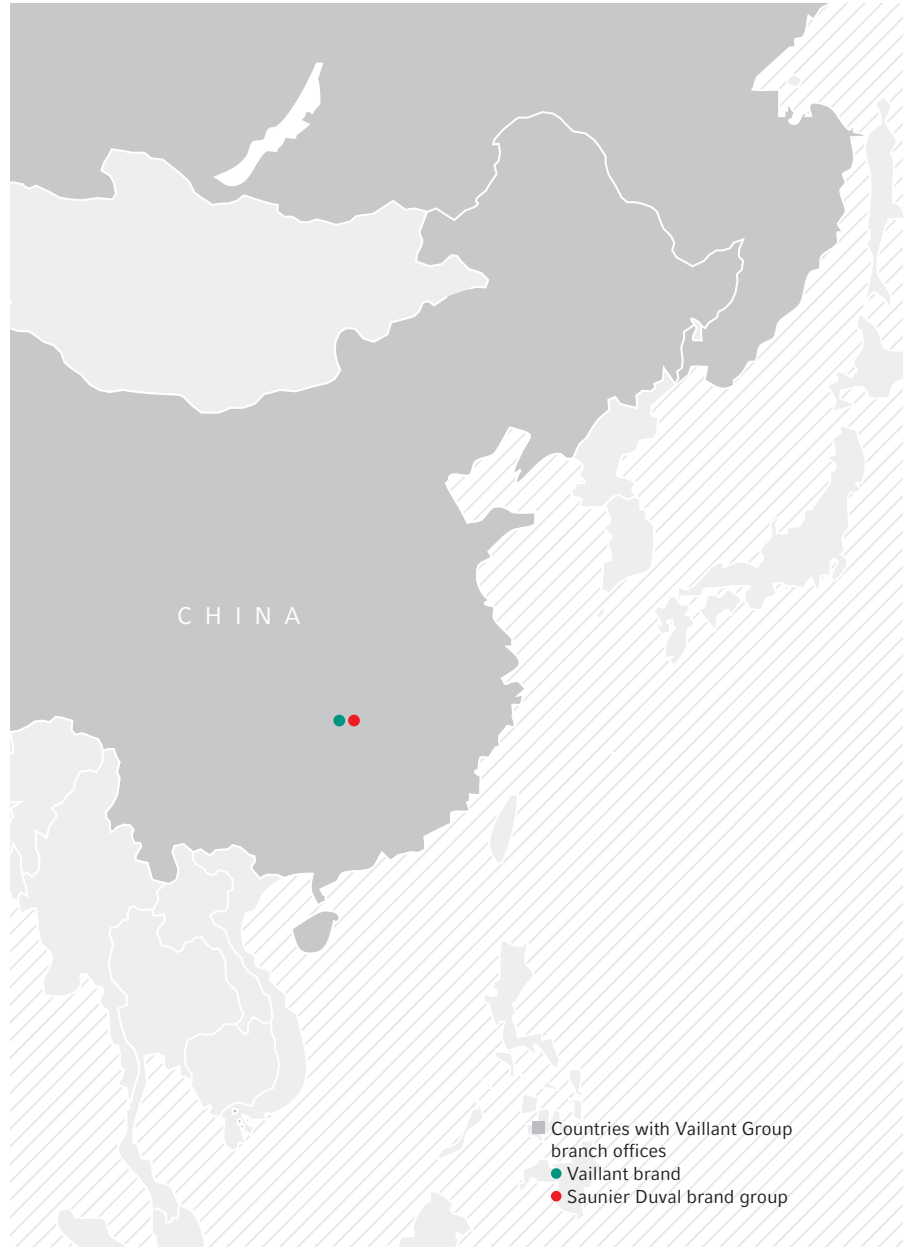 CHINA
Countries with Vaillant Group
branch offices
Vaillant brand
Saunier Duval brand group